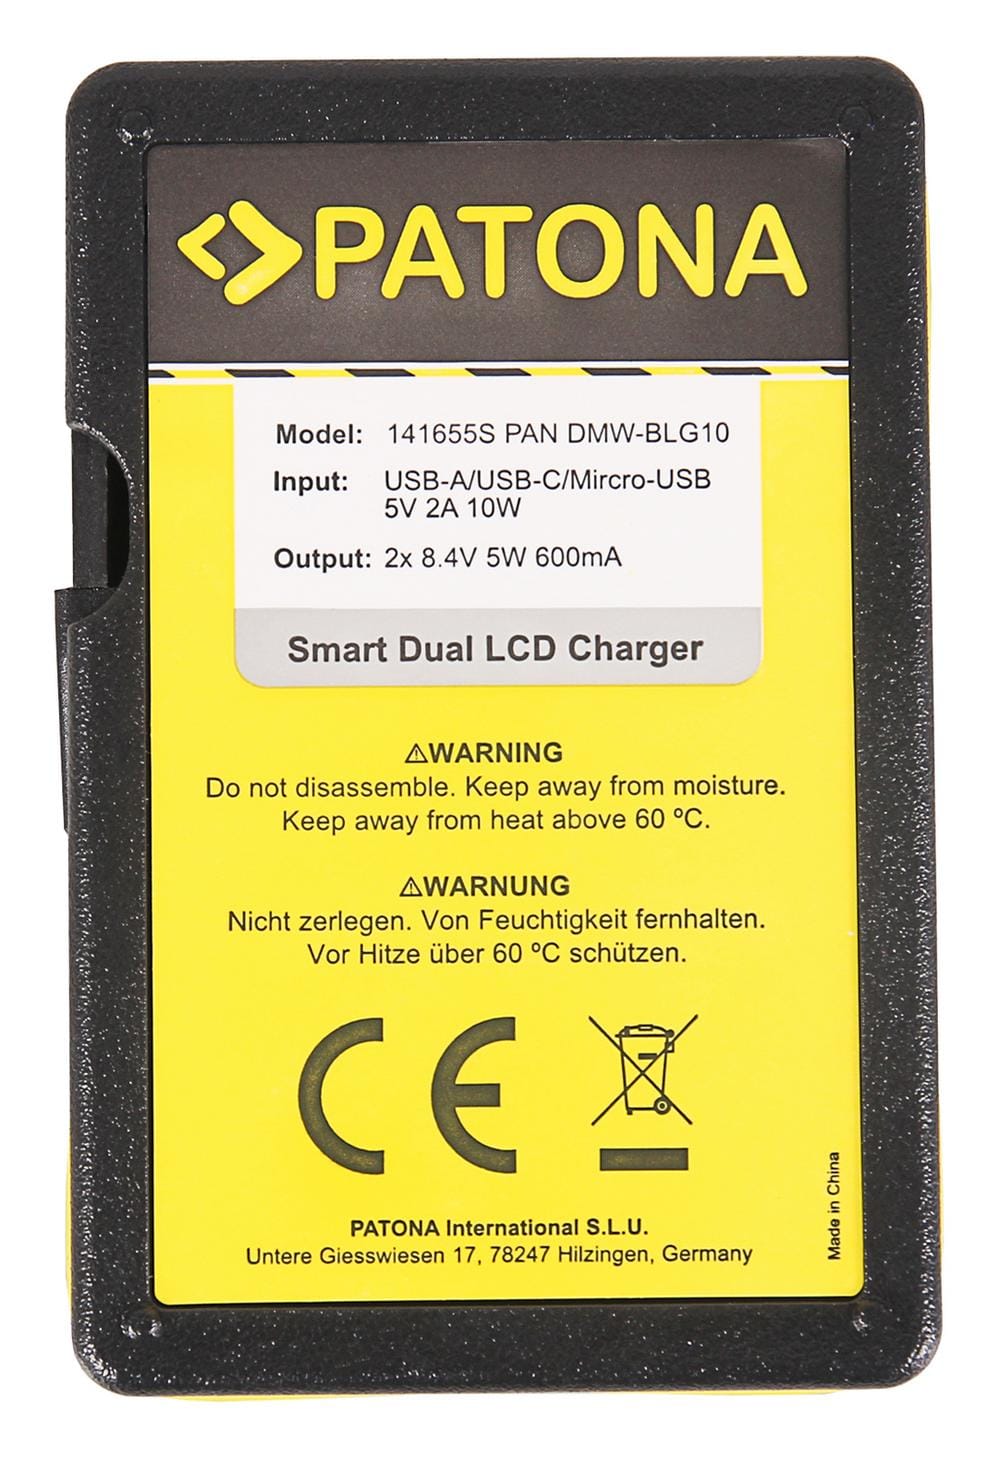 PATONA
Model: 141655S PAN DMW-BLG10
Input: USB-A/USB-C/Mircro-USB
5V 2A 10W
Output: 2x 8.4V 5W 600mA
Smart Dual LCD Charger
⚠WARNING
Do not disassemble. Keep away from moisture.
Keep away from heat above 60 ºC.
⚠WARNUNG
Nicht zerlegen. Von Feuchtigkeit fernhalten.
Vor Hitze über 60 ºC schützen.
CE
PATONA International S.L.U.
Untere Giesswiesen 17, 78247 Hilzingen, Germany
Made in China